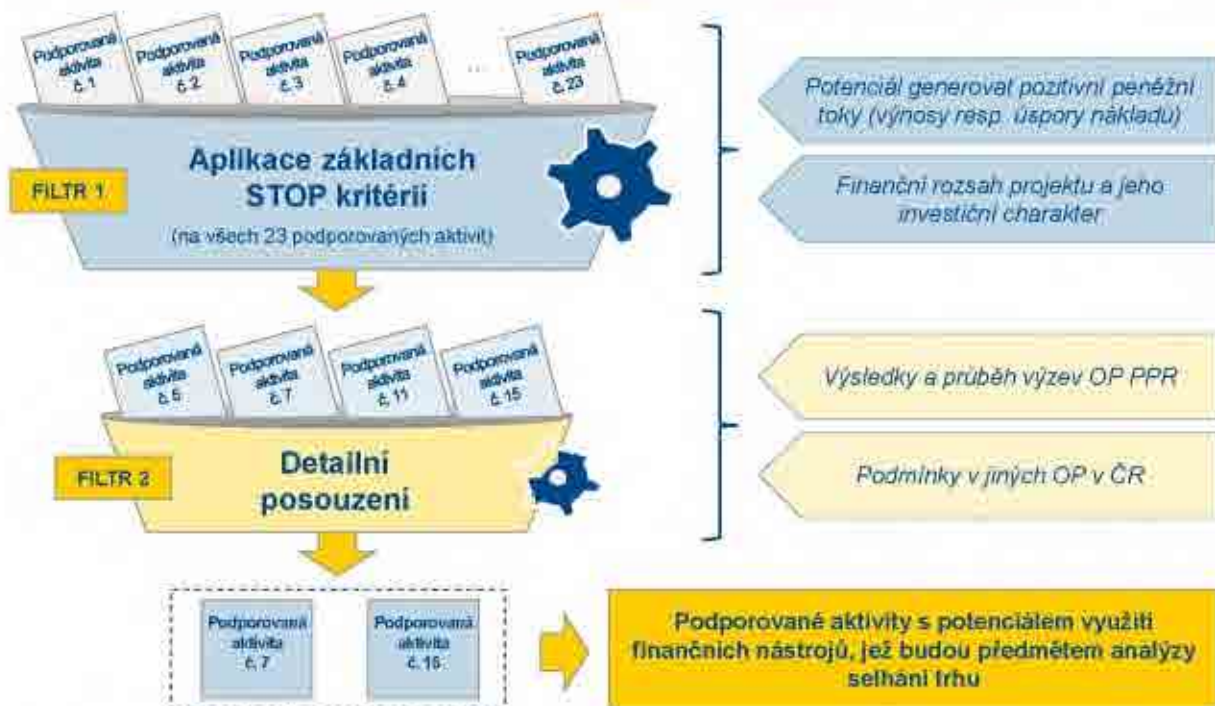 Podporovaná
aktivita
č. 1
Podporovaná
aktivita
č. 2
Podporovaná
aktivita
č. 3
Podporovaná
aktivita
č. 4
...
Podporovaná
aktivita
č. 23
Aplikace základních
STOP kritérií
(na všech 23 podporovaných aktivit)
FILTR 1
Potenciál generovat pozitivní peněžní
toky (výnosy resp. úspory nákladu)
Finanční rozsah projektu a jeho
investiční charakter
Podporovaná
aktivita
č. 5
Podporovaná
aktivita
č. 7
Podporovaná
aktivita
č. 11
Podporovaná
aktivita
č. 15
Detailní
posouzení
FILTR 2
Výsledky a průběh výzev OP PPR
Podmínky v jiných OP v ČR
Podporovaná
aktivita
č. 7
Podporovaná
aktivita
č. 15
Podporované aktivity s potenciálem využití
finančních nástrojů, jež budou předmětem analýzy
selhání trhu